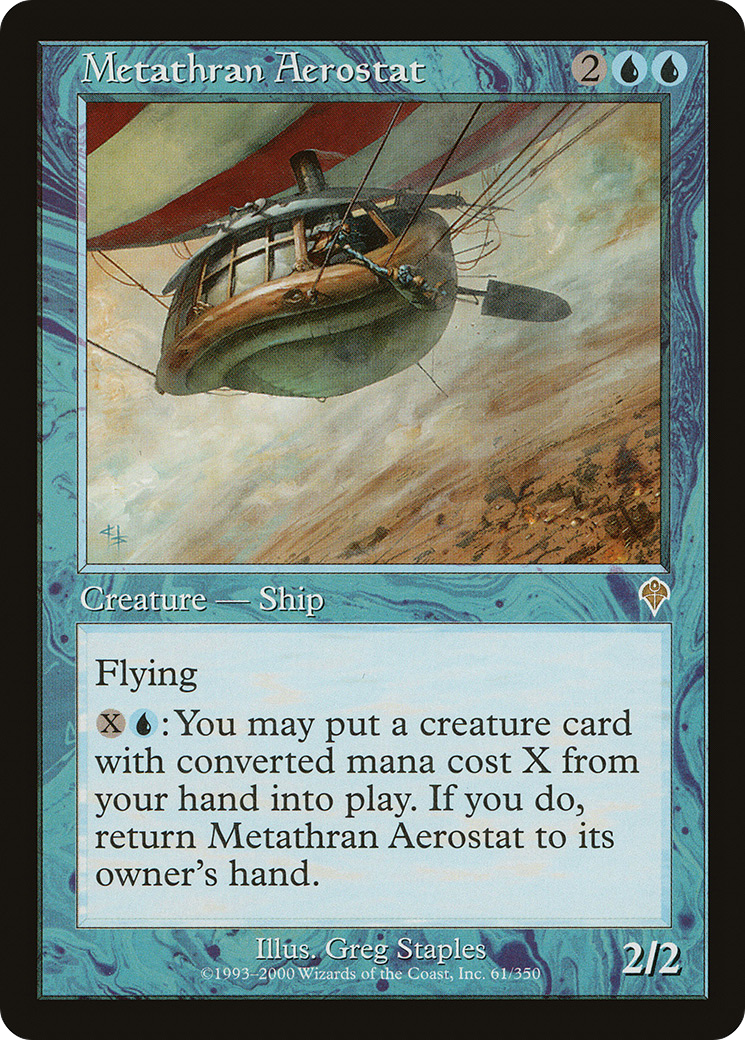 Metathran Aerostat 2
Creature — Ship
Flying
X : You may put a creature card
with converted mana cost X from
your hand into play. If you do,
return Metathran Aerostat to its
owner's hand.
Illus. Greg Staples
©1993–2000 Wizards of the Coast, Inc. 61/350
2/2